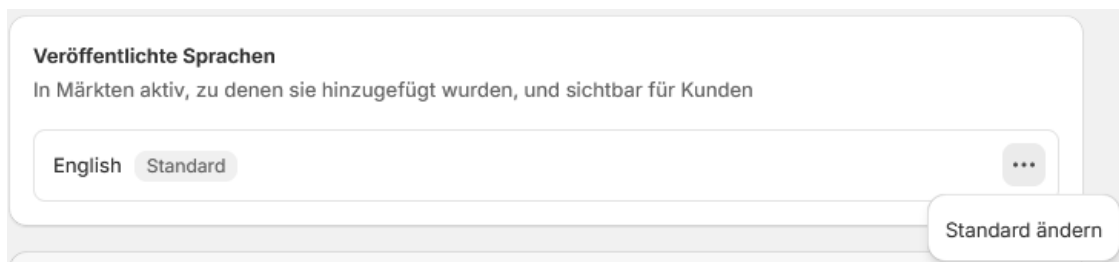 Veröffentlichte Sprachen
In Märkten aktiv, zu denen sie hinzugefügt wurden, und sichtbar für Kunden
English Standard
Standard ändern